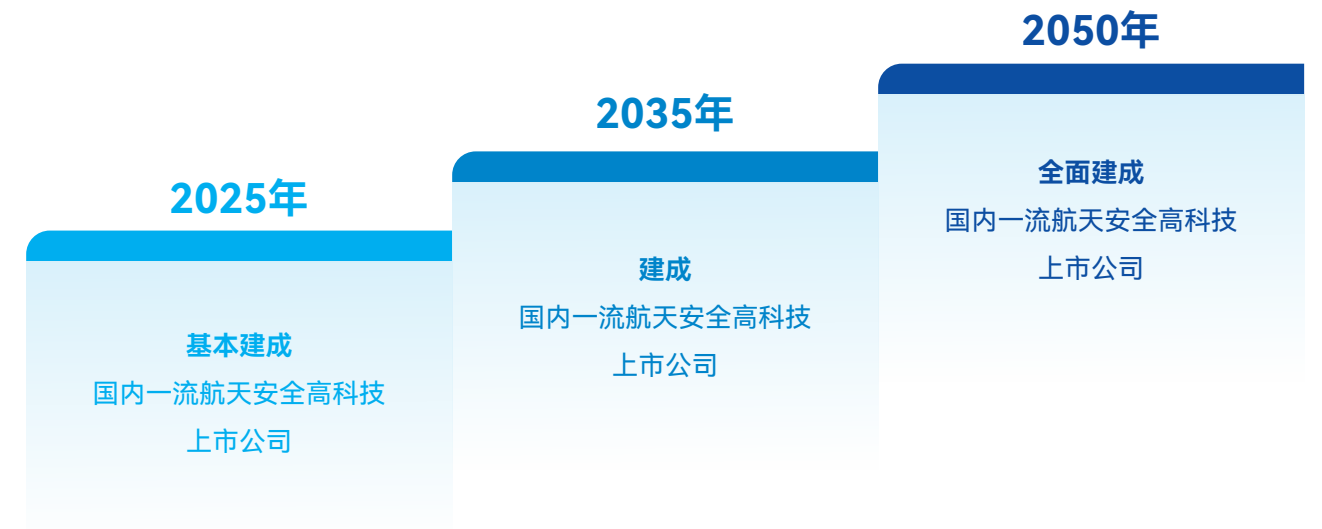 2025年
基本建成
国内一流航天安全高科技
上市公司
2035年
建成
国内一流航天安全高科技
上市公司
2050年
全面建成
国内一流航天安全高科技
上市公司